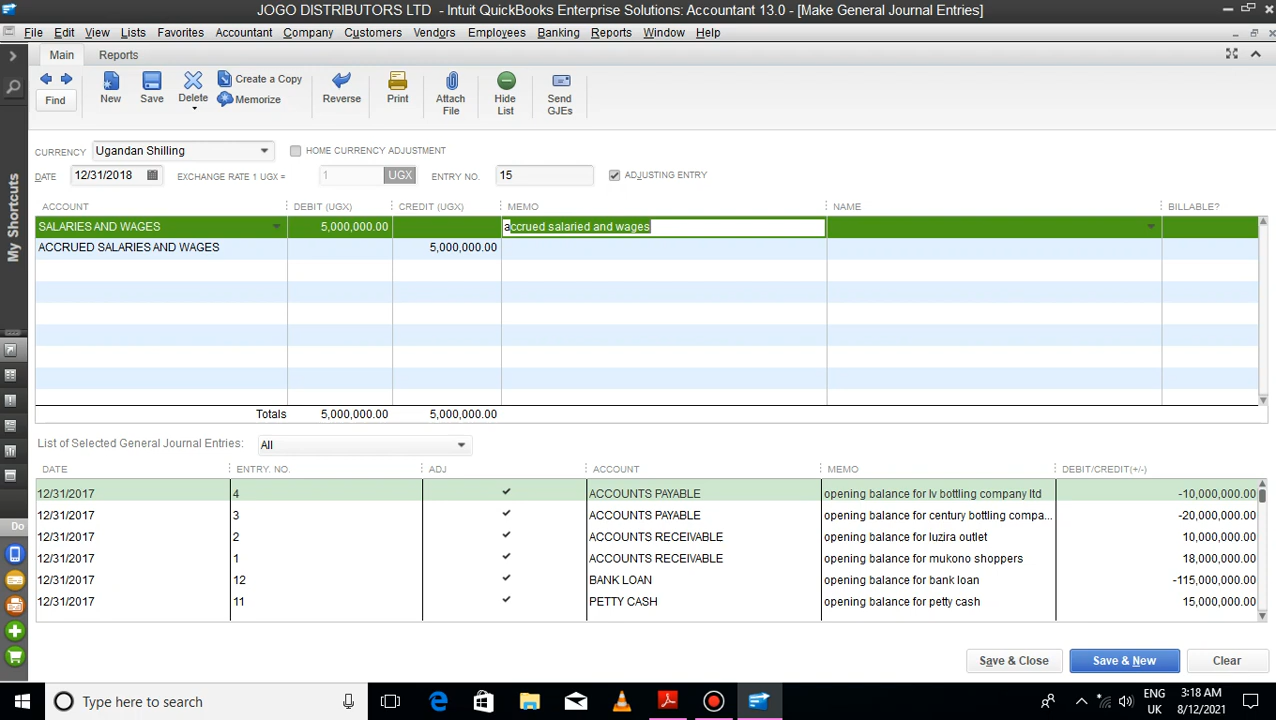 JOGO DISTRIBUTORS LTD - Intuit QuickBooks Enterprise Solutions: Accountant 13.0 - [Make General Journal Entries]
File Edit View Lists Favorites Accountant Company Customers Vendors Employees Banking Reports Window Help
Main Reports
Find New Save Delete Create a Copy Memorize Reverse Print Attach File Hide List Send GJEs
My Shortcuts
CURRENCY Ugandan Shilling HOME CURRENCY ADJUSTMENT
DATE 12/31/2018 EXCHANGE RATE 1 UGX = 1 UGX ENTRY NO. 15 ADJUSTING ENTRY
ACCOUNT DEBIT (UGX) CREDIT (UGX) MEMO NAME BILLABLE?
SALARIES AND WAGES 5,000,000.00 accrued salaried and wages
ACCRUED SALARIES AND WAGES 5,000,000.00
Totals 5,000,000.00 5,000,000.00
List of Selected General Journal Entries: All
DATE ENTRY. NO. ADJ ACCOUNT MEMO DEBIT/CREDIT(+/-)
12/31/2017 4 ACCOUNTS PAYABLE opening balance for lv bottling company ltd -10,000,000.00
12/31/2017 3 ACCOUNTS PAYABLE opening balance for century bottling compa... -20,000,000.00
Do
12/31/2017 2 ACCOUNTS RECEIVABLE opening balance for luzira outlet 10,000,000.00
12/31/2017 1 ACCOUNTS RECEIVABLE opening balance for mukono shoppers 18,000,000.00
12/31/2017 12 BANK LOAN opening balance for bank loan -115,000,000.00
12/31/2017 11 PETTY CASH opening balance for petty cash 15,000,000.00
Save & Close Save & New Clear
Type here to search
ENG 3:18 AM
UK 8/12/2021